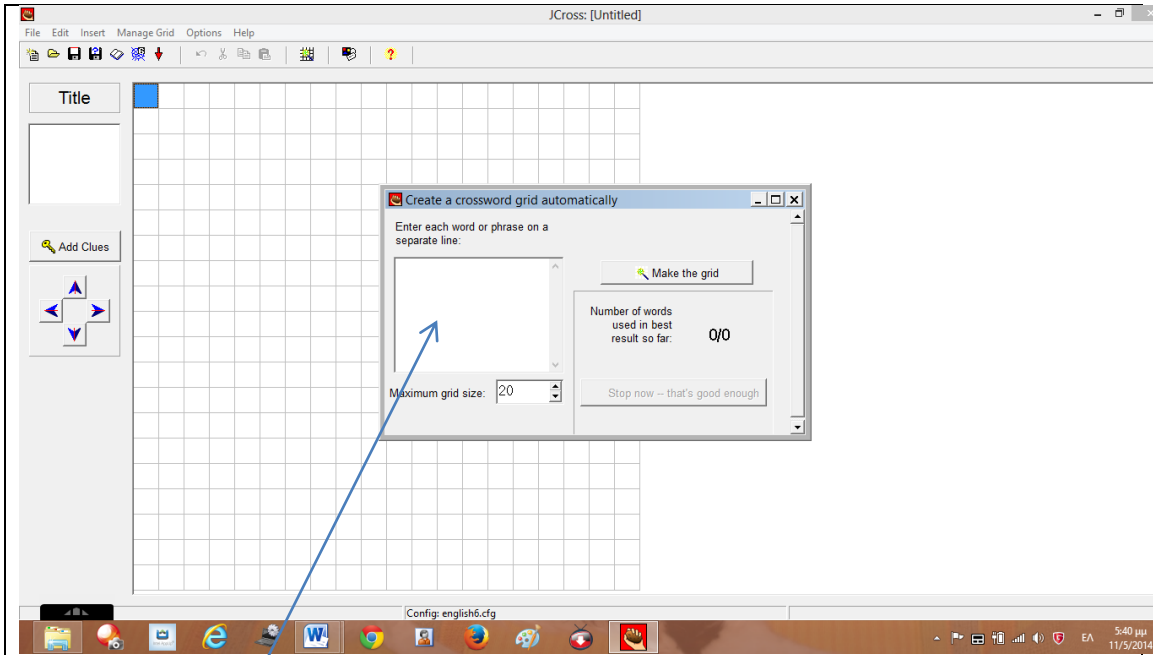 JCross: [Untitled]
File Edit Insert Manage Grid Options Help
?
Title
Create a crossword grid automatically
Enter each word or phrase on a
separate line:
Make the grid
Add Clues
Number of words
used in best
result so far:
0/0
Maximum grid size: 20
Stop now -- that's good enough
Config: english6.cfg
W
ΕΛ
5:40 μμ
11/5/2014